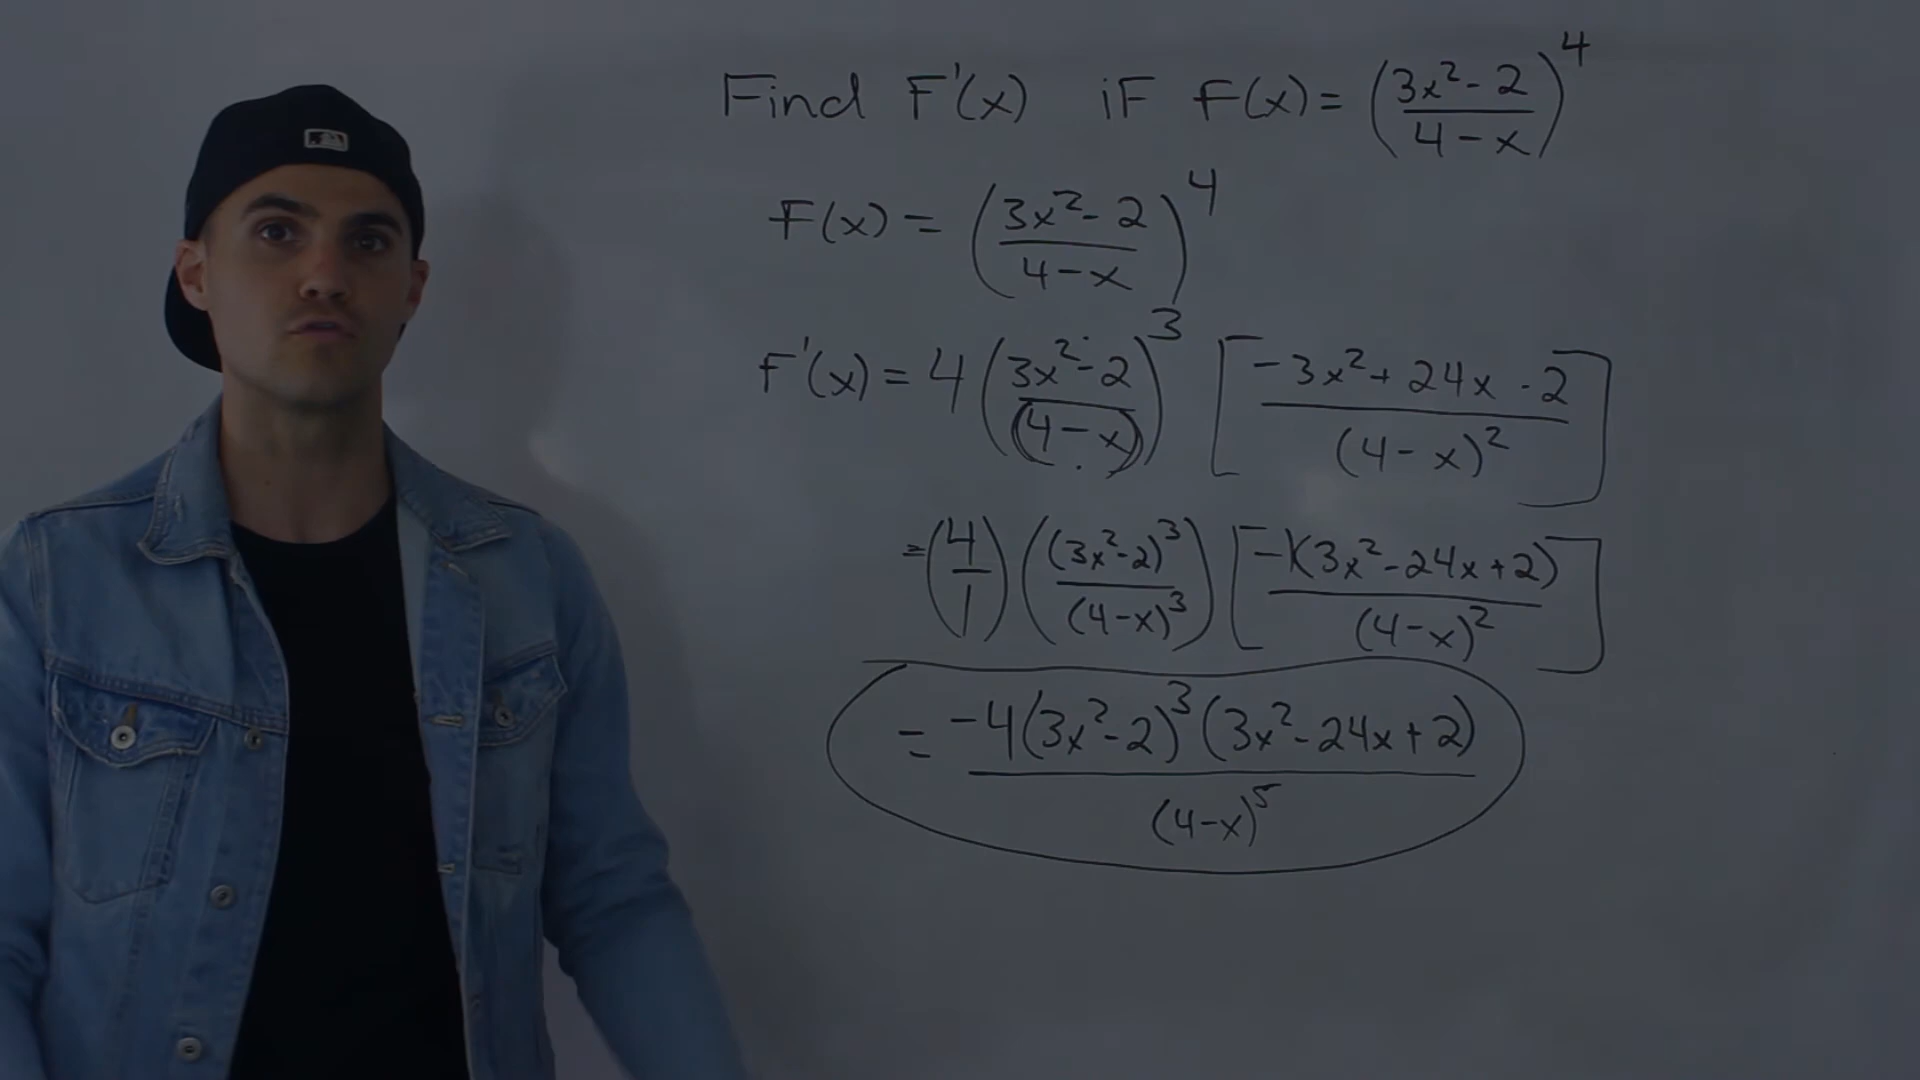 Find F'(x) iF F(x) = (3x² - 2 / 4 - x)⁴
F(x) = (3x² - 2 / 4 - x)⁴
F'(x) = 4 (3x² - 2 / (4 - x))³ [-3x² + 24x - 2 / (4 - x)²]
= (4/1) ((3x² - 2)³ / (4 - x)³) [-1(3x² - 24x + 2) / (4 - x)²]
= -4(3x² - 2)³ (3x² - 24x + 2) / (4 - x)⁵